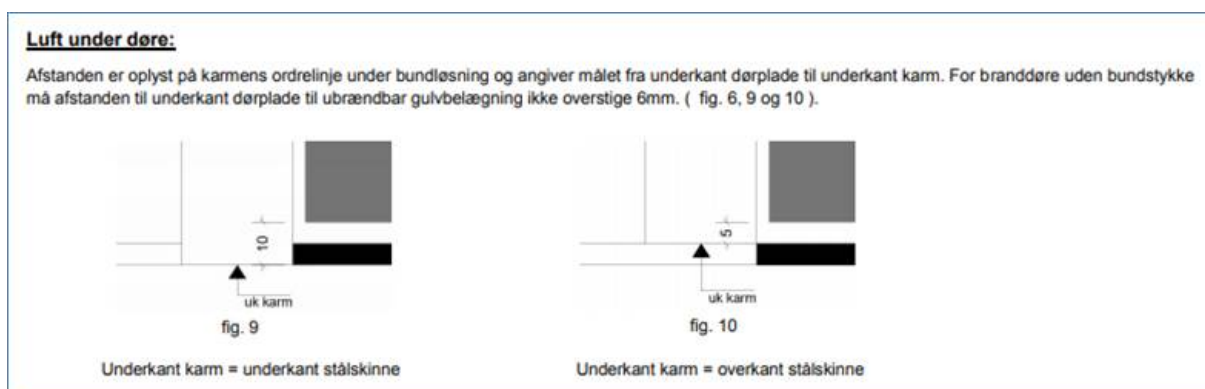 Luft under døre:
Afstanden er oplyst på karmens ordrelinje under bundløsning og angiver målet fra underkant dørplade til underkant karm. For branddøre uden bundstykke
må afstanden til underkant dørplade til ubrændbar gulvbelægning ikke overstige 6mm. ( fig. 6, 9 og 10 ).
10
uk karm
fig. 9
Underkant karm = underkant stålskinne
5
uk karm
fig. 10
Underkant karm = overkant stålskinne